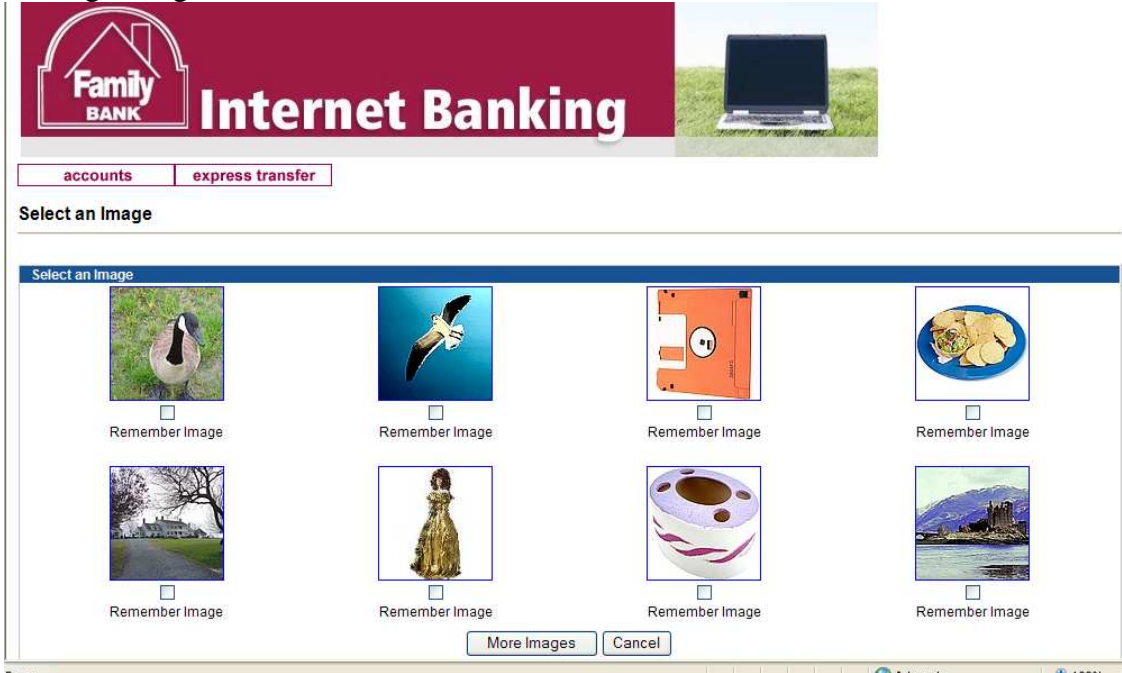 Family
BANK
Internet Banking
accounts express transfer
Select an Image
Select an Image
Remember Image Remember Image Remember Image Remember Image
Remember Image Remember Image Remember Image Remember Image
More Images Cancel